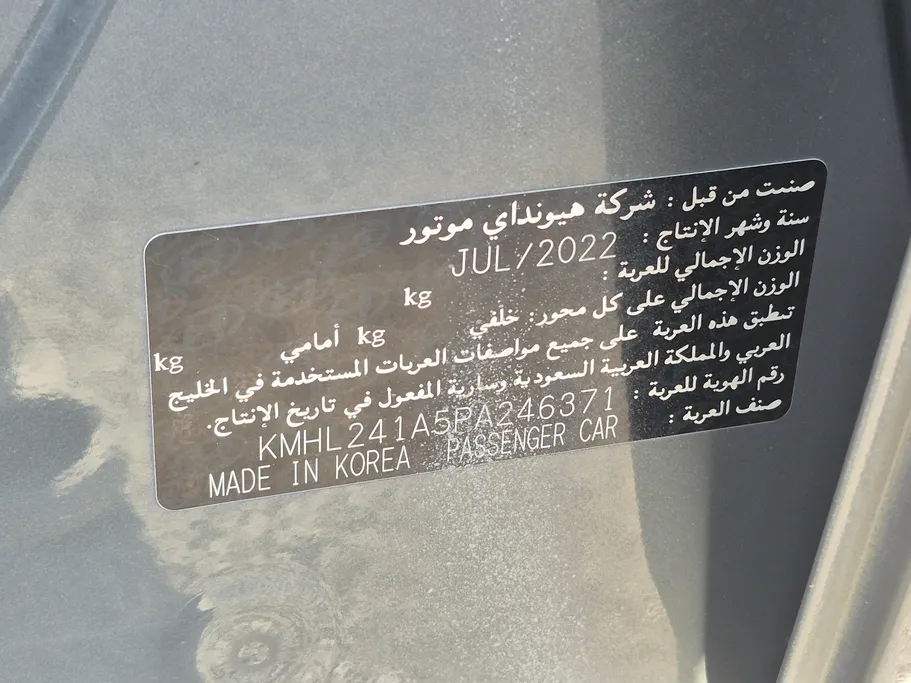 صنعت من قبل : شركة هيونداي موتور
سنة وشهر الإنتاج : JUL/2022
الوزن الإجمالي للعربة : kg
الوزن الإجمالي على كل محور: خلفي kg أمامي kg
تنطبق هذه العربة على جميع مواصفات العربات المستخدمة في الخليج
العربي والمملكة العربية السعودية وسارية المفعول في تاريخ الإنتاج.
رقم الهوية للعربة : KMHL241A5PA246371
صنف العربة : PASSENGER CAR MADE IN KOREA